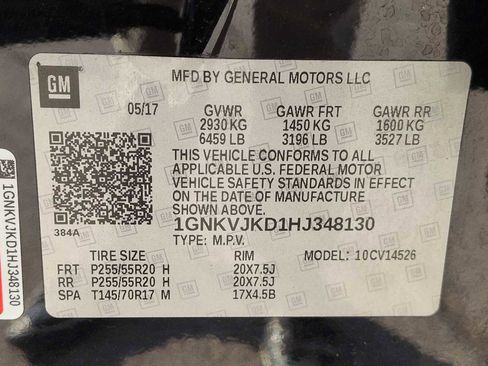 GM
MFD BY GENERAL MOTORS LLC
05/17 GVWR GAWR FRT GAWR RR
2930 KG 1450 KG 1600 KG
6459 LB 3196 LB 3527 LB
THIS VEHICLE CONFORMS TO ALL
APPLICABLE U.S. FEDERAL MOTOR
VEHICLE SAFETY STANDARDS IN EFFECT
ON THE DATE OF MANUFACTURE
SHOWN ABOVE.
1GNKVJKD1HJ348130
384A
TYPE: M.P.V.
TIRE SIZE RIM 10CV14526
FRT P255/55R20 H 20X7.5J
RR P255/55R20 H 20X7.5J
SPA T145/70R17 M 17X4.5B
1GNKVJKD1HJ348130